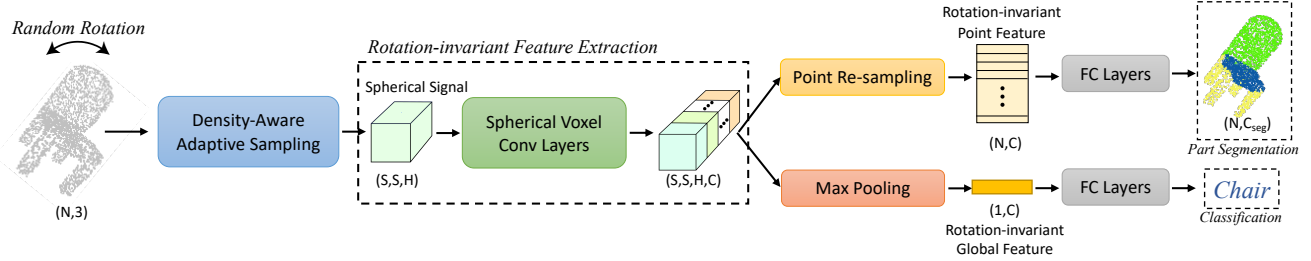 Random Rotation
(N,3)
Density-Aware
Adaptive Sampling
Rotation-invariant Feature Extraction
Spherical Signal
(S,S,H)
Spherical Voxel
Conv Layers
(S,S,H,C)
Point Re-sampling
Rotation-invariant
Point Feature
(N,C)
FC Layers
(N,Cseg)
Part Segmentation
Max Pooling
(1,C)
Rotation-invariant
Global Feature
FC Layers
Chair
Classification